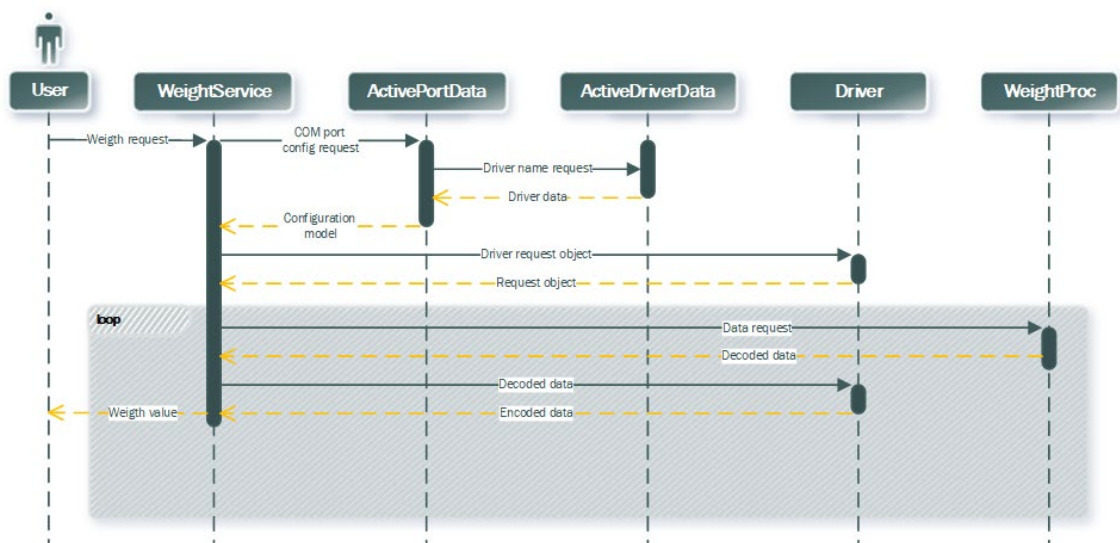 User
WeightService
ActivePortData
ActiveDriverData
Driver
WeightProc
Weigth request
COM port
config request
Driver name request
Driver data
Configuration
model
Driver request object
Request object
loop
Data request
Decoded data
Decoded data
Weigth value
Encoded data